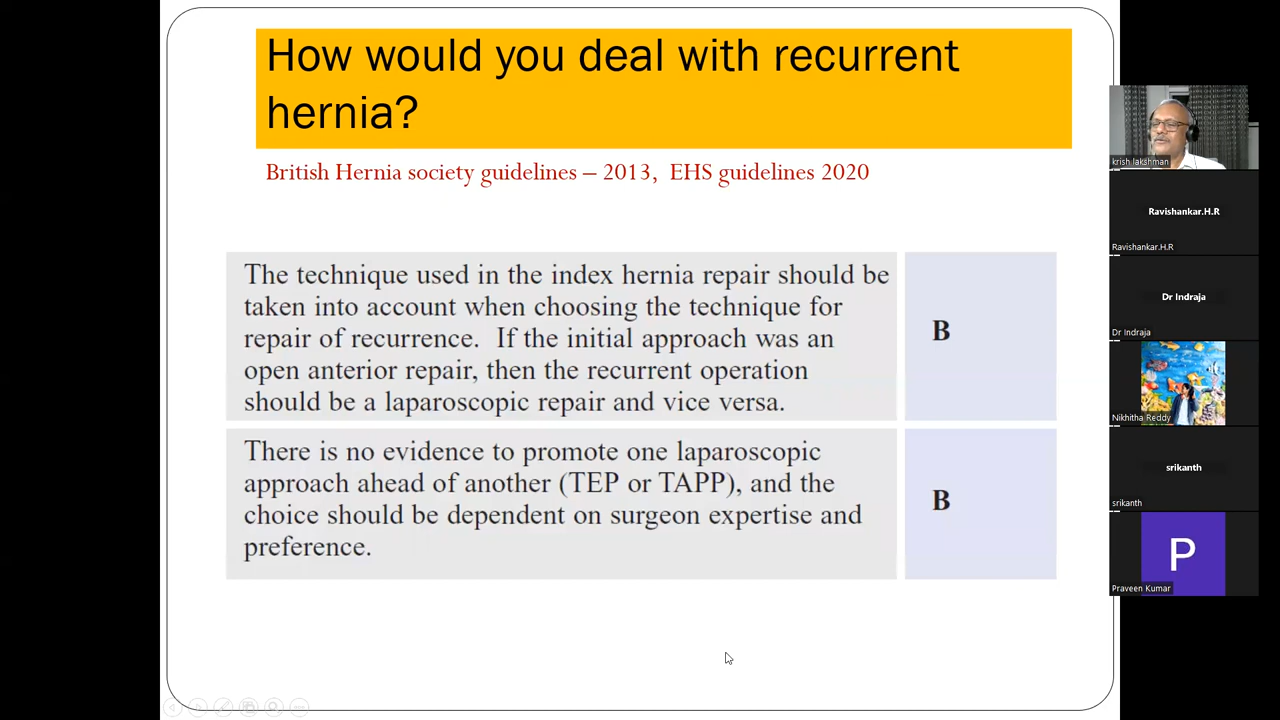 How would you deal with recurrent
hernia?
British Hernia society guidelines – 2013, EHS guidelines 2020
The technique used in the index hernia repair should be
taken into account when choosing the technique for
repair of recurrence. If the initial approach was an
open anterior repair, then the recurrent operation
should be a laparoscopic repair and vice versa.
B
There is no evidence to promote one laparoscopic
approach ahead of another (TEP or TAPP), and the
choice should be dependent on surgeon expertise and
preference.
B
krish lakshman
Ravishankar.H.R
Ravishankar.H.R
Dr Indraja
Dr Indraja
Nikhitha Reddy
srikanth
srikanth
P
Praveen Kumar